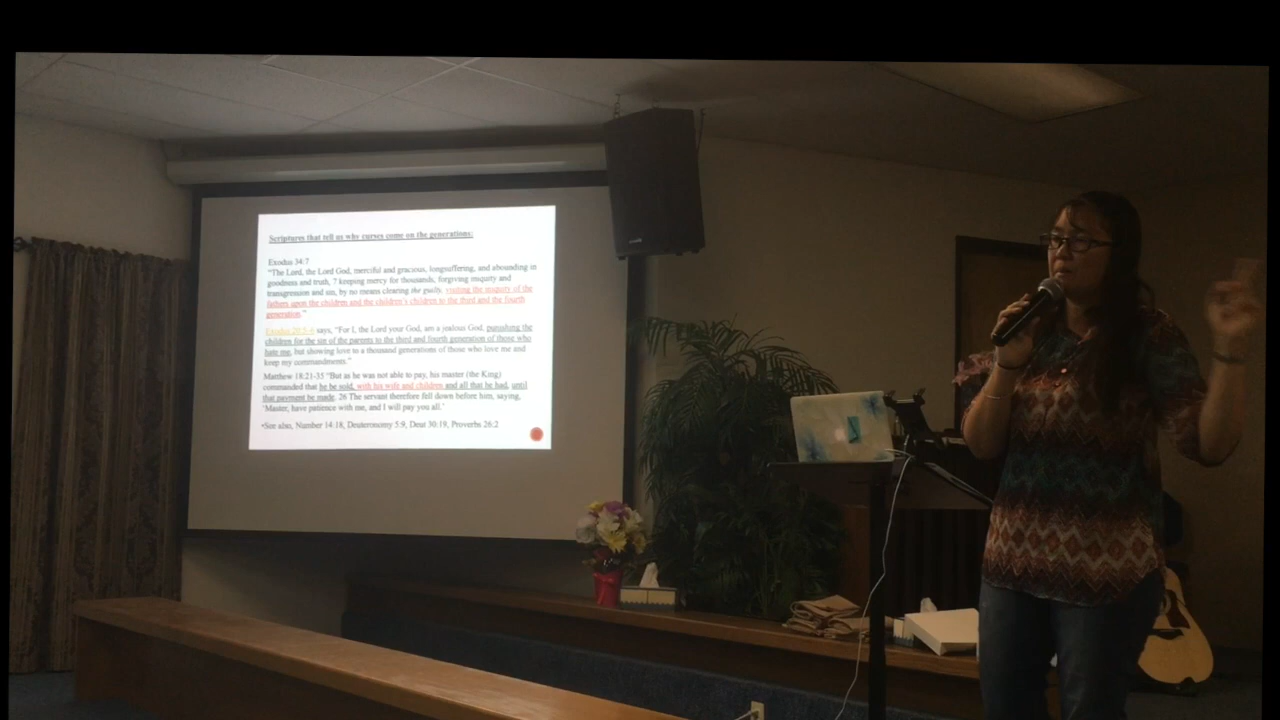 Scriptures that tell us why curses come on the generations:
Exodus 34:7
“The Lord, the Lord God, merciful and gracious, longsuffering, and abounding in
goodness and truth, 7 keeping mercy for thousands, forgiving iniquity and
transgression and sin, by no means clearing the guilty, visiting the iniquity of the
fathers upon the children and the children's children to the third and the fourth
generation.”
Exodus 20:5-6 says, “For I, the Lord your God, am a jealous God, punishing the
children for the sin of the parents to the third and fourth generation of those who
hate me, but showing love to a thousand generations of those who love me and
keep my commandments.”
Matthew 18:21-35 “But as he was not able to pay, his master (the King)
commanded that he be sold, with his wife and children and all that he had, until
that payment be made. 26 The servant therefore fell down before him, saying,
‘Master, have patience with me, and I will pay you all.’
•See also, Number 14:18, Deuteronomy 5:9, Deut 30:19, Proverbs 26:2